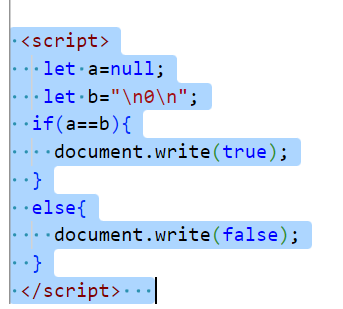 <script>
let a=null;
let b="\n0\n";
if(a==b){
document.write(true);
}
else{
document.write(false);
}
</script>